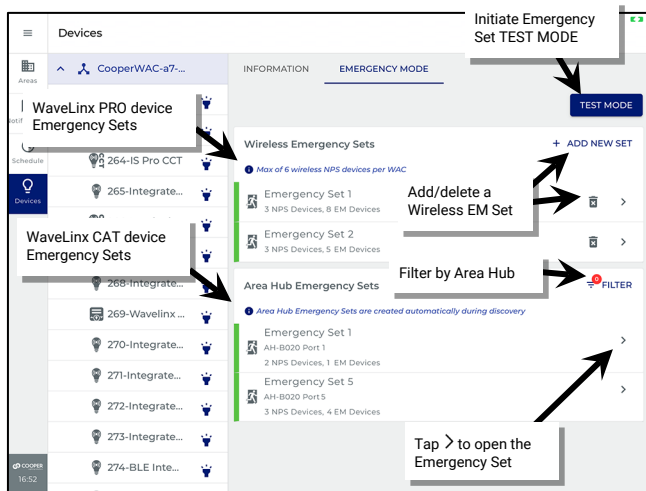 Initiate Emergency
Set TEST MODE
Devices
Areas
CooperWAC-a7-...
INFORMATION
EMERGENCY MODE
TEST MODE
WaveLinx PRO device
Emergency Sets
Wireless Emergency Sets
+ ADD NEW SET
Schedule
264-IS Pro CCT
Max of 6 wireless NPS devices per WAC
Devices
265-Integrate...
Emergency Set 1
3 NPS Devices, 8 EM Devices
Add/delete a
Wireless EM Set
WaveLinx CAT device
Emergency Sets
Emergency Set 2
3 NPS Devices, 5 EM Devices
Filter by Area Hub
268-Integrate...
Area Hub Emergency Sets
0
FILTER
269-Wavelinx ...
Area Hub Emergency Sets are created automatically during discovery
270-Integrate...
Emergency Set 1
AH-B020 Port 1
2 NPS Devices, 1 EM Devices
271-Integrate...
272-Integrate...
Emergency Set 5
AH-B020 Port 5
3 NPS Devices, 4 EM Devices
273-Integrate...
Tap > to open the
Emergency Set
274-BLE Inte...
COOPER
16:52